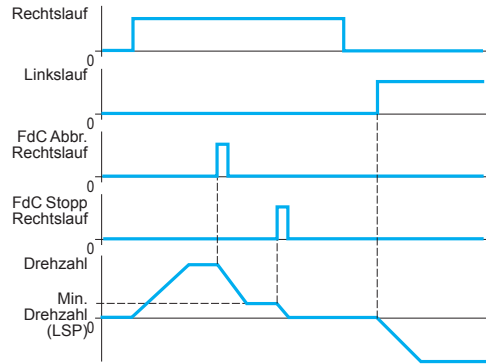 Rechtslauf
0
Linkslauf
0
FdC Abbr.
Rechtslauf
0
FdC Stopp
Rechtslauf
0
Drehzahl
Min.
Drehzahl
0
(LSP)